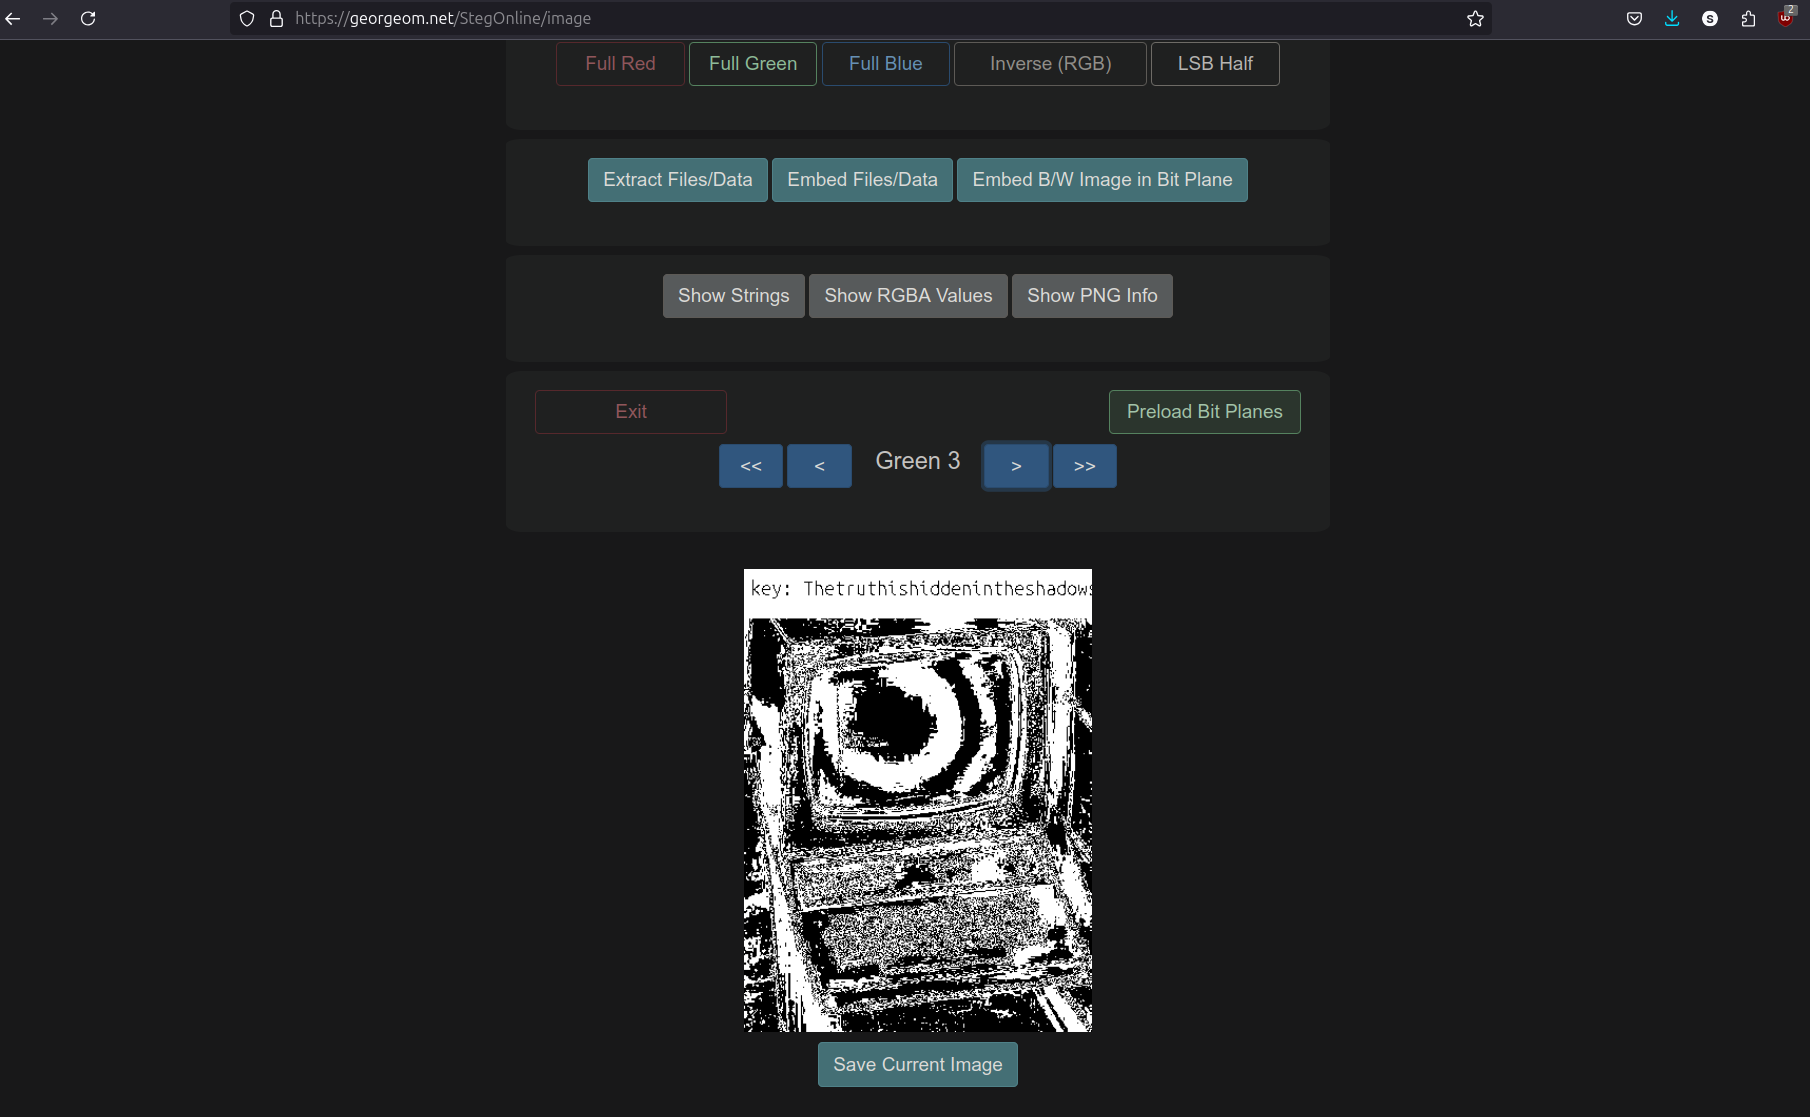 https://georgeom.net/StegOnline/image
2
Full Red Full Green Full Blue Inverse (RGB) LSB Half
Extract Files/Data Embed Files/Data Embed B/W Image in Bit Plane
Show Strings Show RGBA Values Show PNG Info
Exit Preload Bit Planes
<< < Green 3 > >>
key: Thetruthishiddenintheshadows
Save Current Image